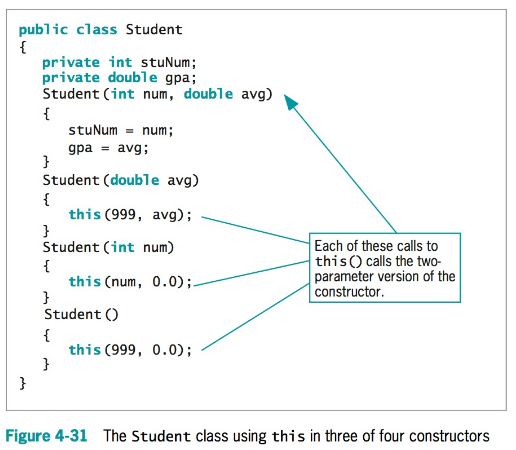 public class Student
{
private int stuNum;
private double gpa;
Student(int num, double avg)
{
stuNum = num;
gpa = avg;
}
Student(double avg)
{
this(999, avg);
}
Student(int num)
{
this(num, 0.0);
}
Student()
{
this(999, 0.0);
}
}
Each of these calls to
this() calls the two-
parameter version of the
constructor.
Figure 4-31 The Student class using this in three of four constructors